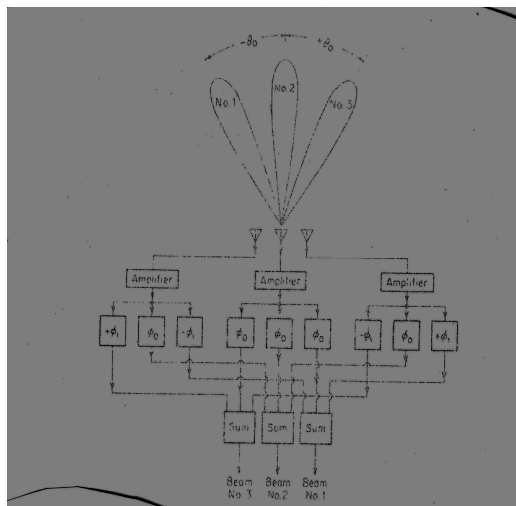 -θ₀ +θ₀
No.1 No.2 No.3
Amplifier Amplifier Amplifier
+ϕ₁ ϕ₀ -ϕ₁ ϕ₀ ϕ₀ ϕ₀ -ϕ₁ ϕ₀ +ϕ₁
Sum Sum Sum
Beam Beam Beam
No.3 No.2 No.1